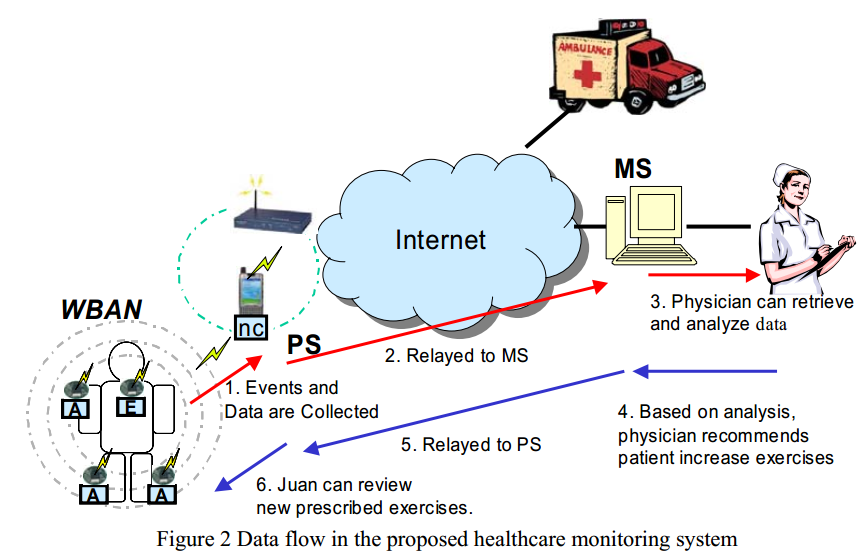 AMBULANCE
MS
Internet
WBAN
nc
PS
3. Physician can retrieve
and analyze data
2. Relayed to MS
1. Events and
Data are Collected
A
E
A
A
4. Based on analysis,
physician recommends
patient increase exercises
5. Relayed to PS
6. Juan can review
new prescribed exercises.
Figure 2 Data flow in the proposed healthcare monitoring system